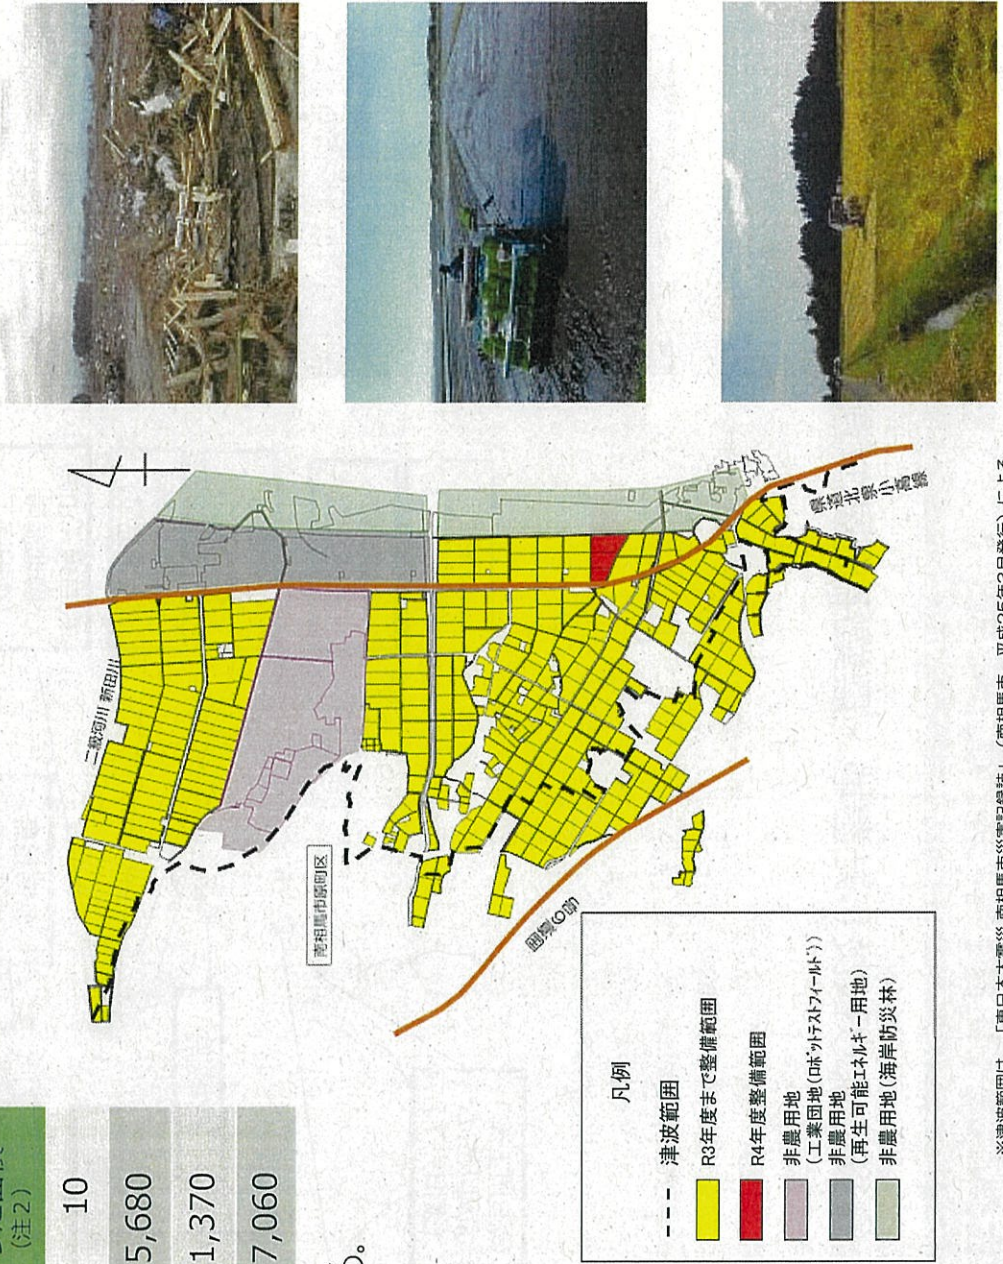 (注2)
10
5,680
1,370
7,060
。
二級河川 新田川
南相馬市原町区
県道北泉小高線
国道6号
凡例
津波範囲
R3年度まで整備範囲
R4年度整備範囲
非農用地
(工業団地(ロボットテストフィールド))
非農用地
(再生可能エネルギー用地)
非農用地(海岸防災林)
※津波範囲は、「東日本大震災 南相馬市災害記録誌」(南相馬市 平成25年3月発行)による